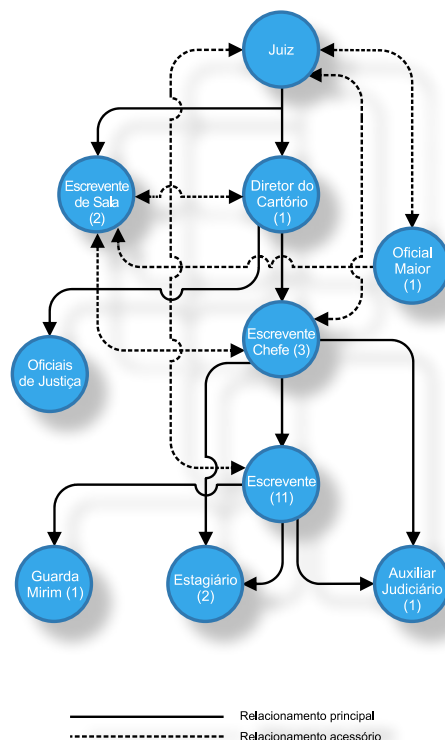 Juiz
Escrevente
de Sala
(2)
Diretor do
Cartório
(1)
Oficial
Maior
(1)
Oficiais
de Justiça
Escrevente
Chefe (3)
Escrevente
(11)
Guarda
Mirim (1)
Estagiário
(2)
Auxiliar
Judiciário
(1)
Relacionamento principal
Relacionamento acessório